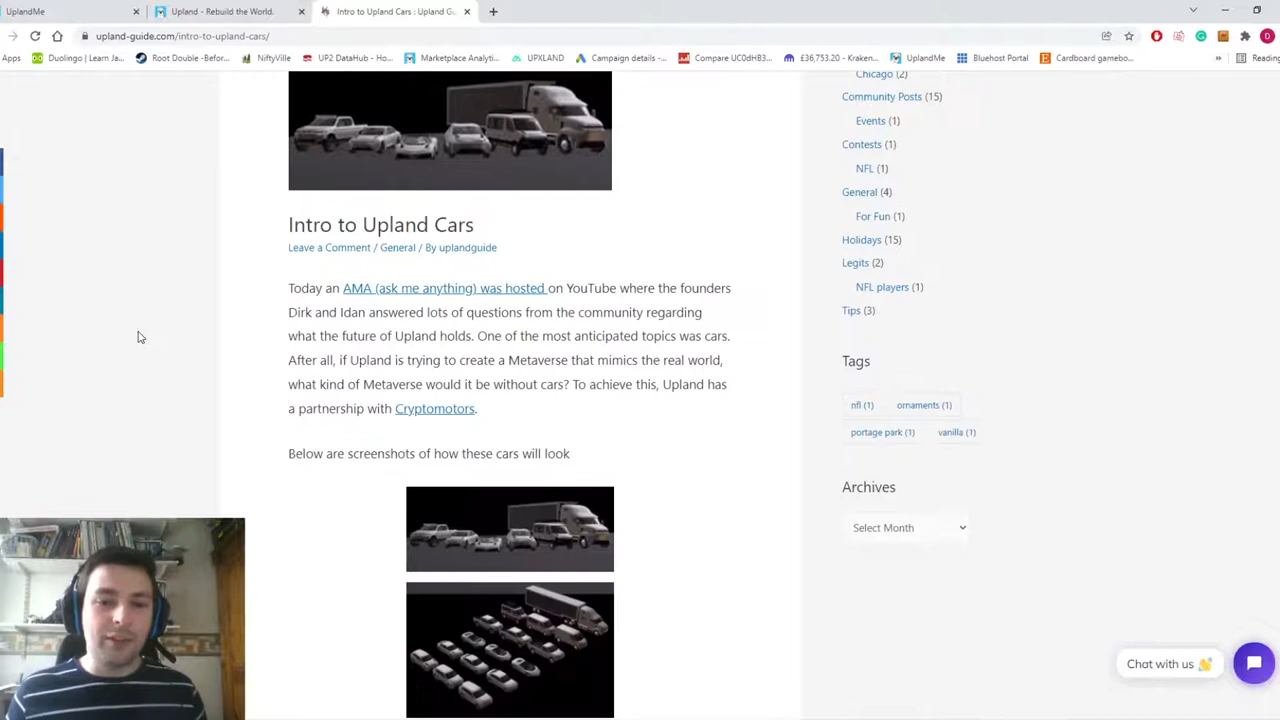 UplandMe
Upland - Rebuild the World.
Intro to Upland Cars : Upland Gu
upland-guide.com/intro-to-upland-cars/
Apps
Duolingo | Learn Ja...
Root Double -Befor...
NiftyVille
UP2 DataHub - Ho...
Marketplace Analytic...
UPXLAND
Campaign details -...
Compare UC0dHB3...
£36,753.20 - Kraken...
UplandMe
Bluehost Portal
Cardboard gamebo...
Reading
Chicago (2)
Community Posts (15)
Events (1)
Contests (1)
NFL (1)
General (4)
For Fun (1)
Holidays (15)
Legits (2)
NFL players (1)
Tips (3)
Intro to Upland Cars
Leave a Comment / General / By uplandguide
Today an AMA (ask me anything) was hosted on YouTube where the founders
Dirk and Idan answered lots of questions from the community regarding
what the future of Upland holds. One of the most anticipated topics was cars.
After all, if Upland is trying to create a Metaverse that mimics the real world,
what kind of Metaverse would it be without cars? To achieve this, Upland has
a partnership with Cryptomotors.
Below are screenshots of how these cars will look
Tags
nfl (1)
ornaments (1)
portage park (1)
vanilla (1)
Archives
Select Month
Chat with us 👋